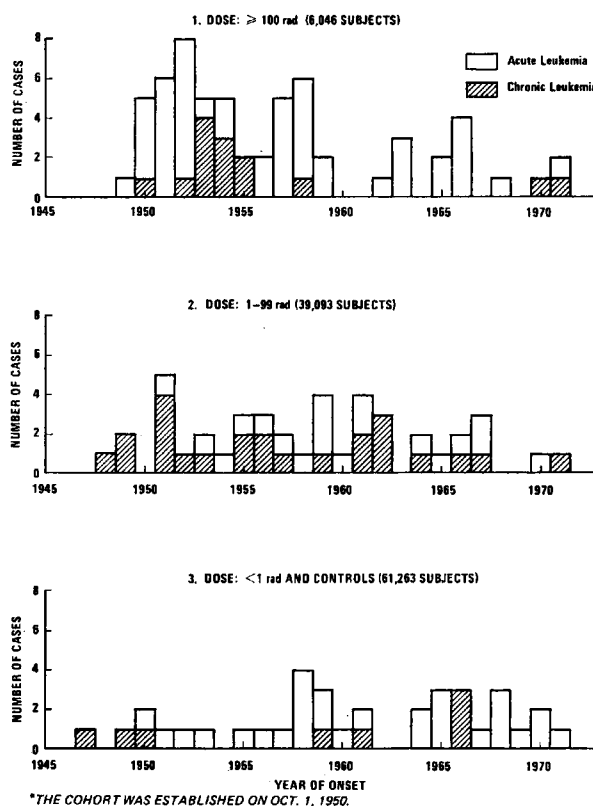 1. DOSE: ⩾ 100 rad (6,046 SUBJECTS)
8
6
4
2
0
NUMBER OF CASES
Acute Leukemia
Chronic Leukemia
1945 1950 1955 1960 1965 1970
2. DOSE: 1–99 rad (39,093 SUBJECTS)
8
6
4
2
0
NUMBER OF CASES
1945 1950 1955 1960 1965 1970
3. DOSE: <1 rad AND CONTROLS (61,263 SUBJECTS)
8
6
4
2
0
NUMBER OF CASES
1945 1950 1955 1960 1965 1970
YEAR OF ONSET
*THE COHORT WAS ESTABLISHED ON OCT. 1, 1950.